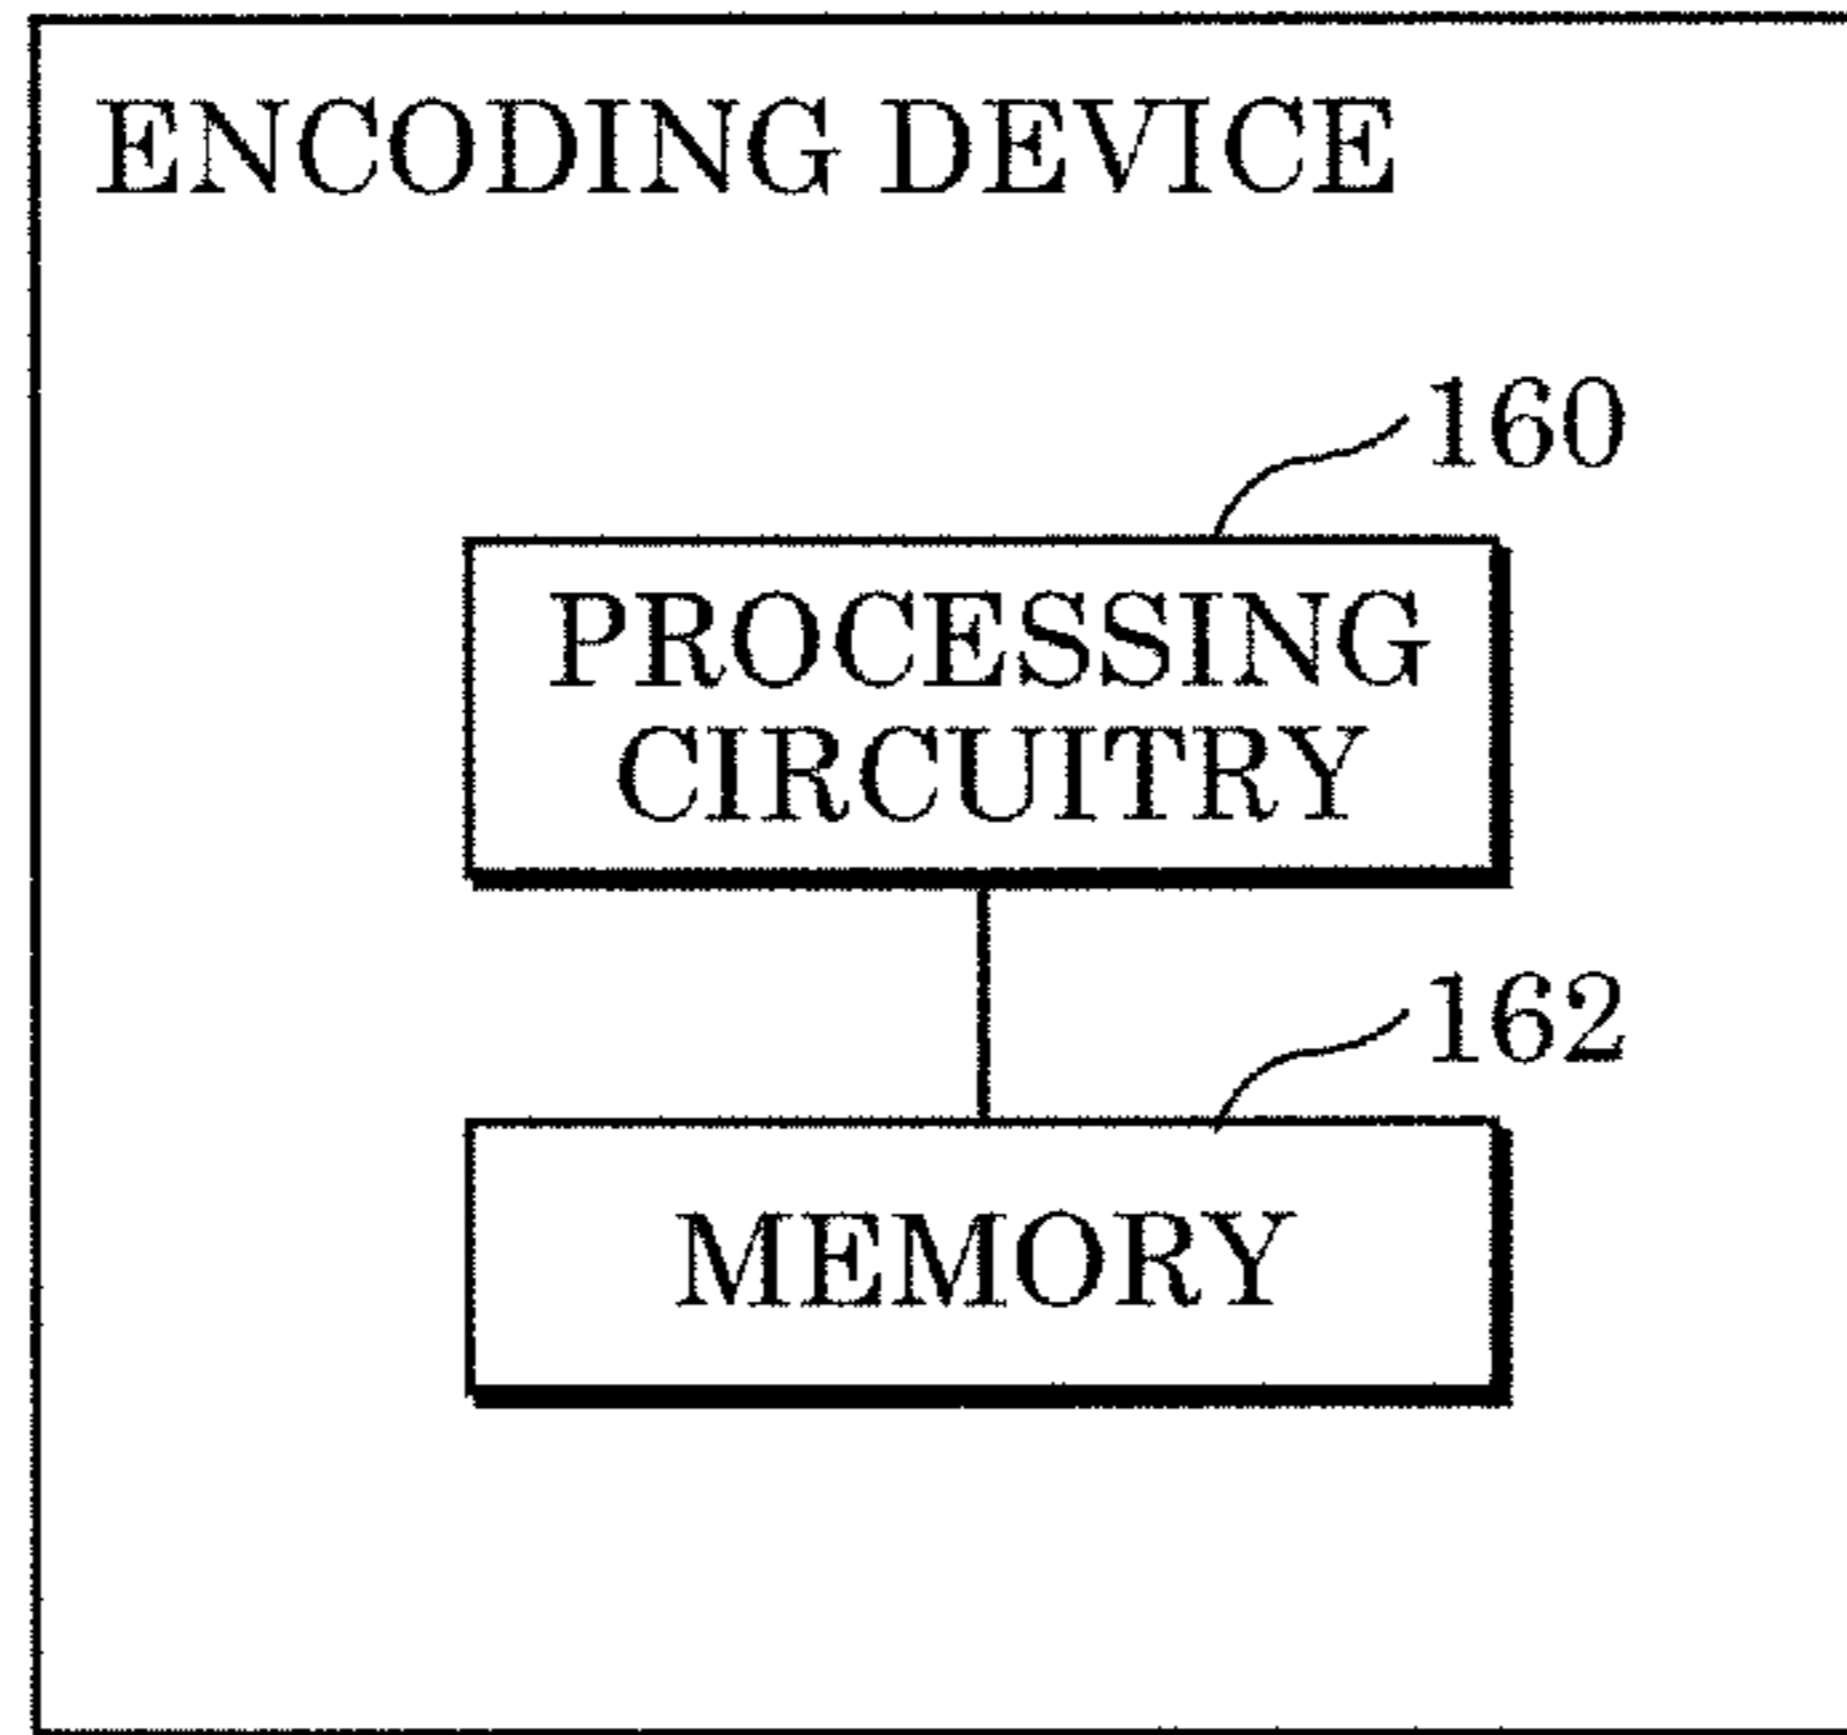 ENCODING DEVICE
160
PROCESSING
CIRCUITRY
162
MEMORY